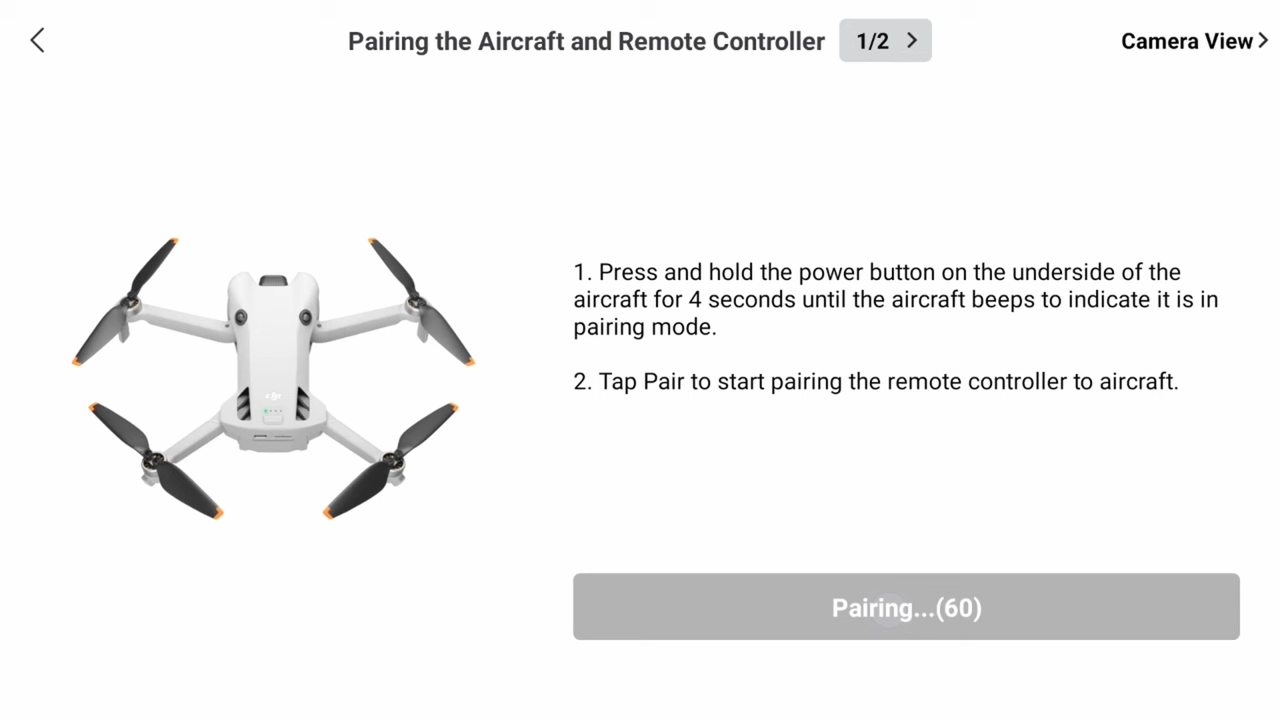 Pairing the Aircraft and Remote Controller 1/2
Camera View
1. Press and hold the power button on the underside of the
aircraft for 4 seconds until the aircraft beeps to indicate it is in
pairing mode.
2. Tap Pair to start pairing the remote controller to aircraft.
Pairing...(60)